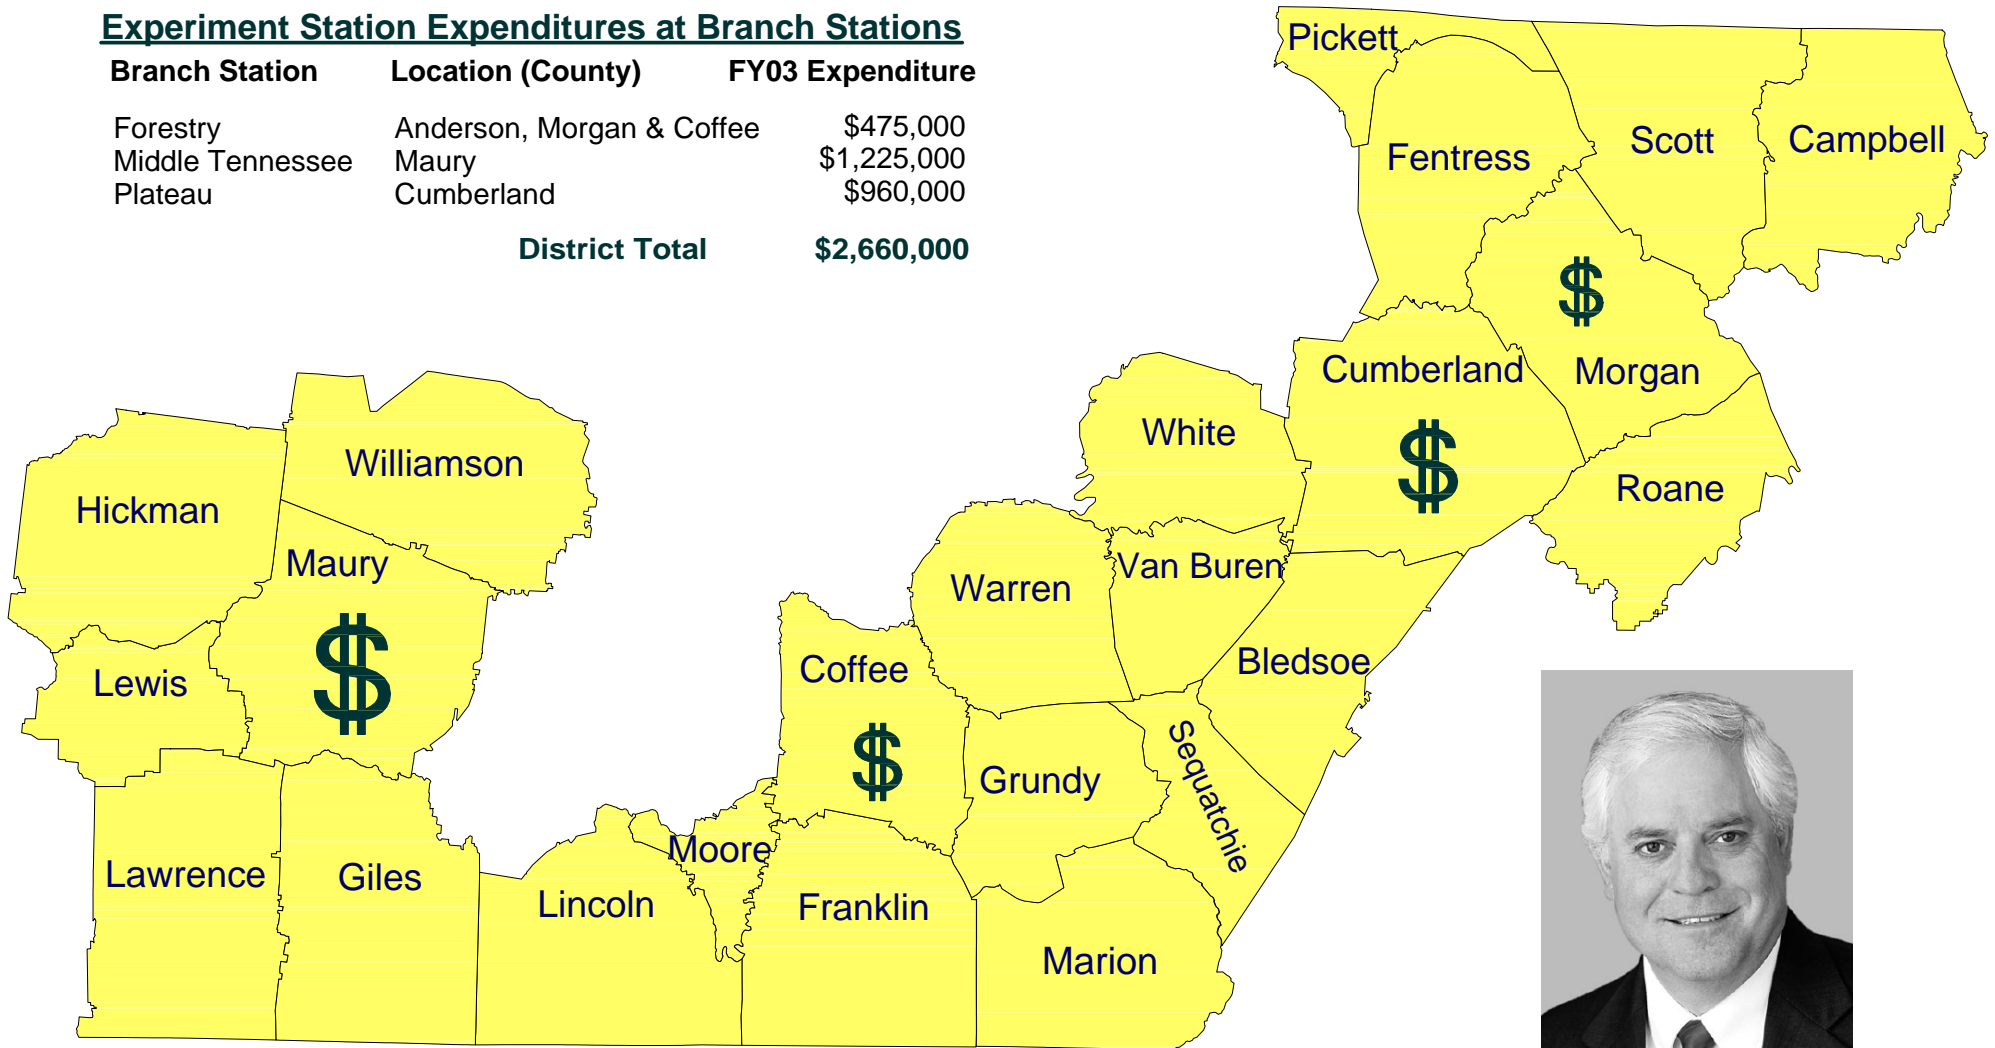 Experiment Station Expenditures at Branch Stations
Branch Station Location (County) FY03 Expenditure
Forestry Anderson, Morgan & Coffee $475,000
Middle Tennessee Maury $1,225,000
Plateau Cumberland $960,000
District Total $2,660,000
Pickett
Fentress
Scott
Campbell
$
Cumberland
Morgan
$
White
Roane
Williamson
Hickman
Maury
$
Lewis
Warren
Van Buren
Coffee
$
Bledsoe
Grundy
Sequatchie
Lawrence
Giles
Lincoln
Moore
Franklin
Marion